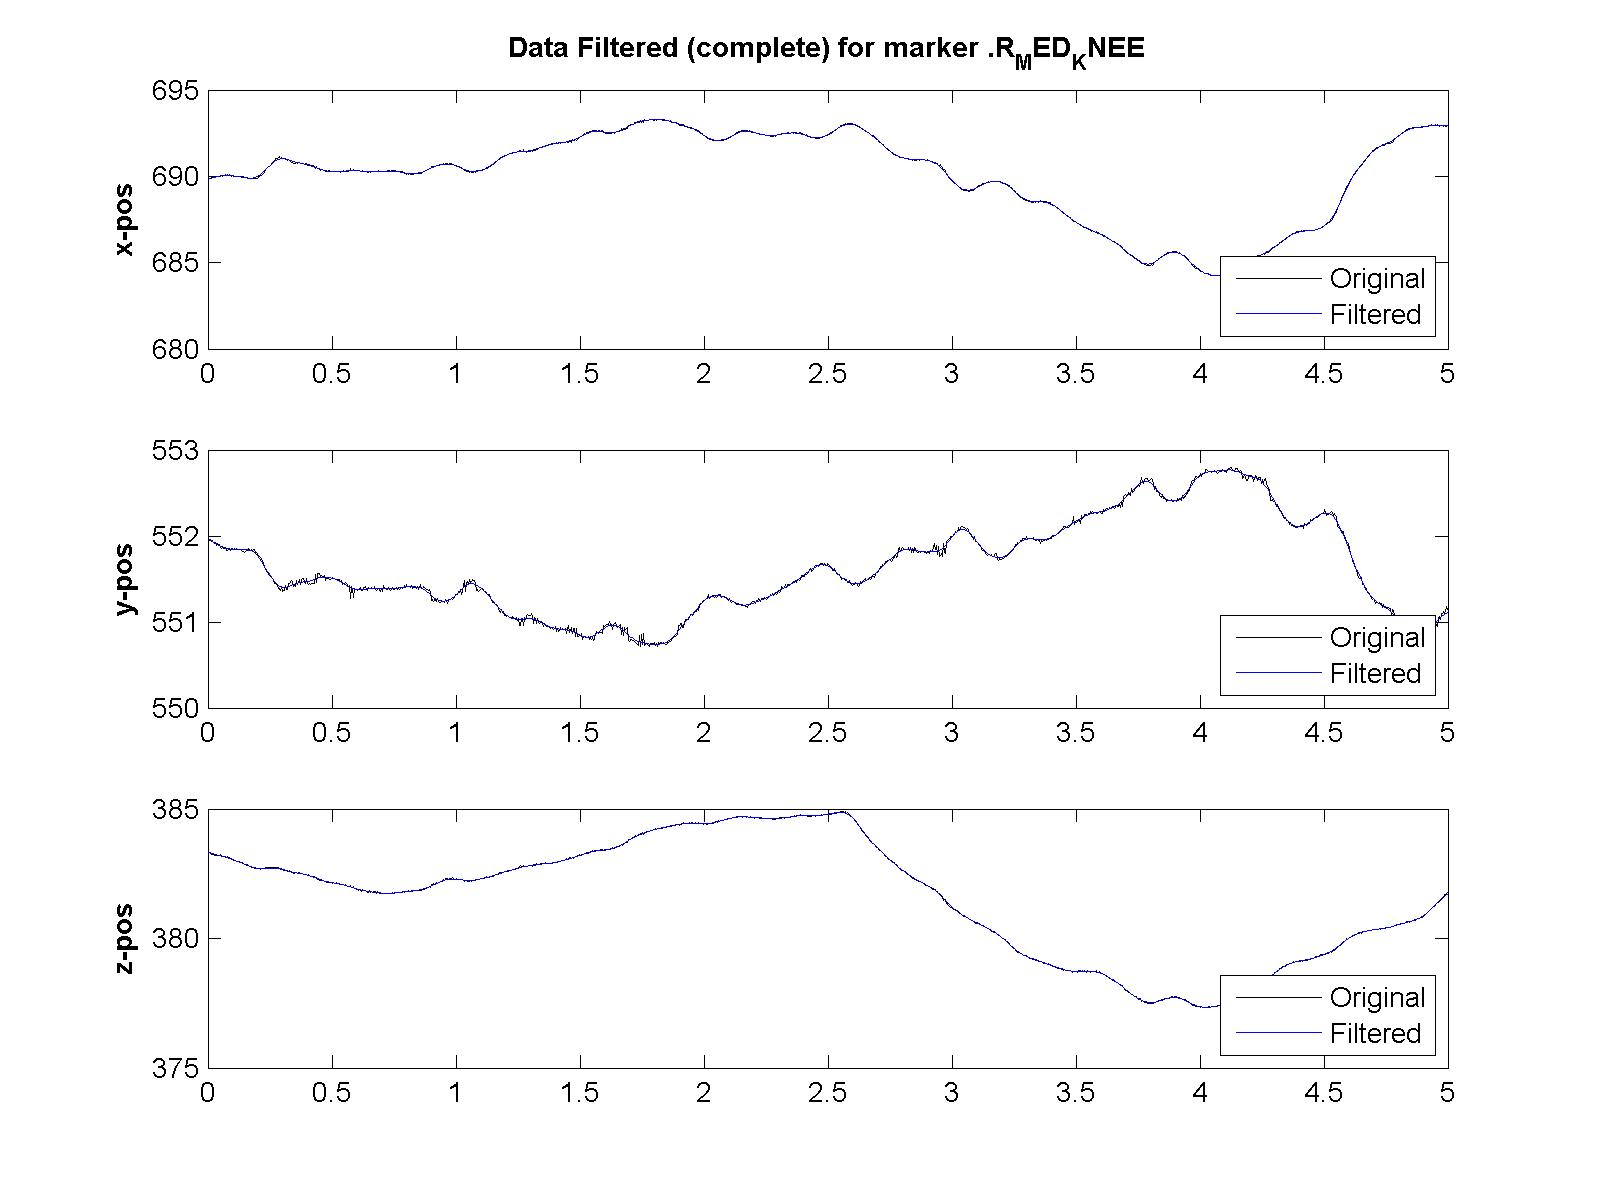 Data Filtered (complete) for marker .R_MED_KNEE
695
690
685
680
x-pos
0 0.5 1 1.5 2 2.5 3 3.5 4 4.5 5
Original
Filtered
553
552
551
550
y-pos
0 0.5 1 1.5 2 2.5 3 3.5 4 4.5 5
Original
Filtered
385
380
375
z-pos
0 0.5 1 1.5 2 2.5 3 3.5 4 4.5 5
Original
Filtered